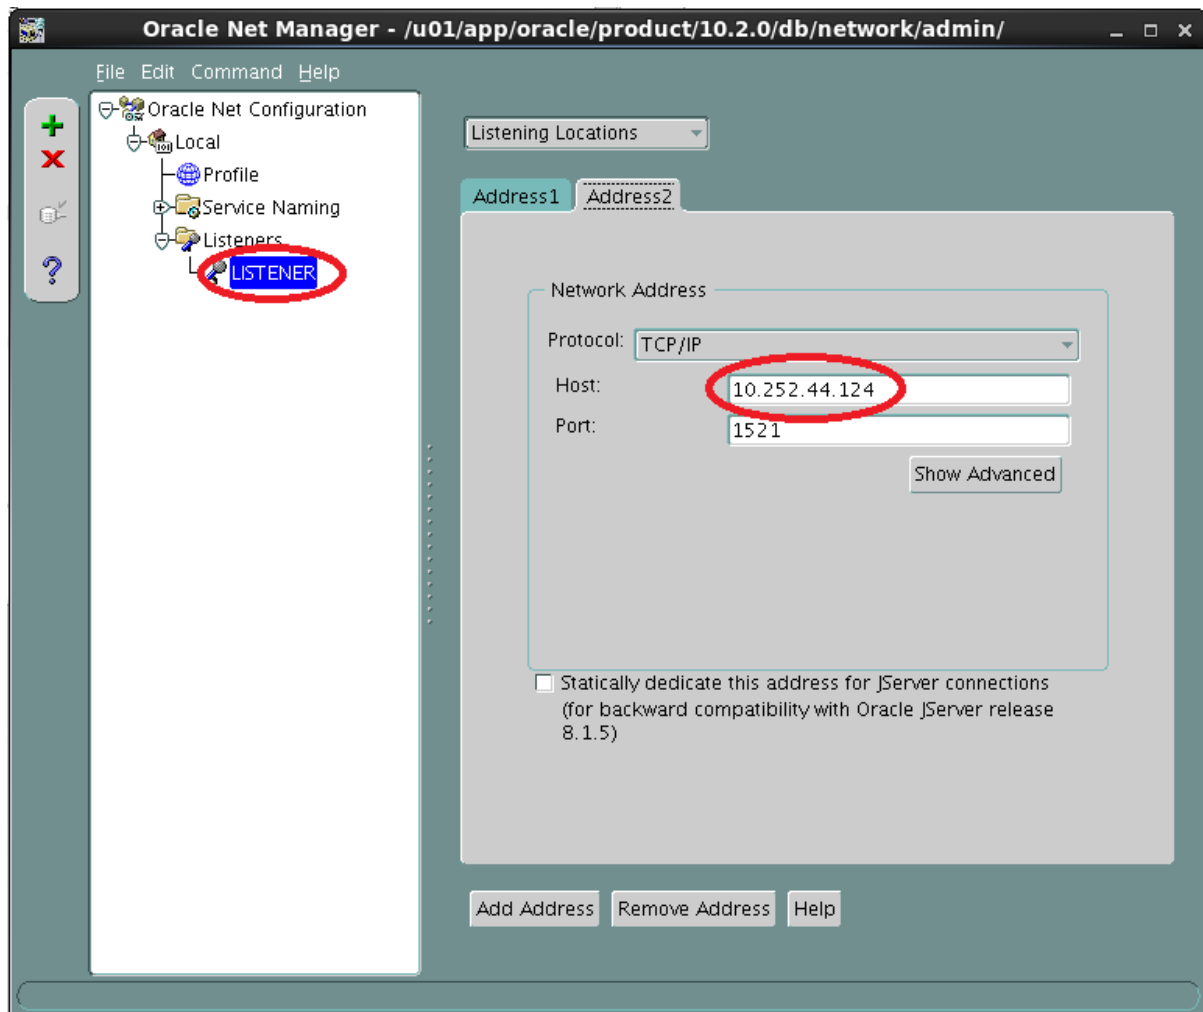 Oracle Net Manager - /u01/app/oracle/product/10.2.0/db/network/admin/
File Edit Command Help
Oracle Net Configuration
Local
Profile
Service Naming
Listeners
LISTENER
Listening Locations
Address1 Address2
Network Address
Protocol: TCP/IP
Host: 10.252.44.124
Port: 1521
Show Advanced
Statically dedicate this address for JServer connections
(for backward compatibility with Oracle JServer release
8.1.5)
Add Address Remove Address Help